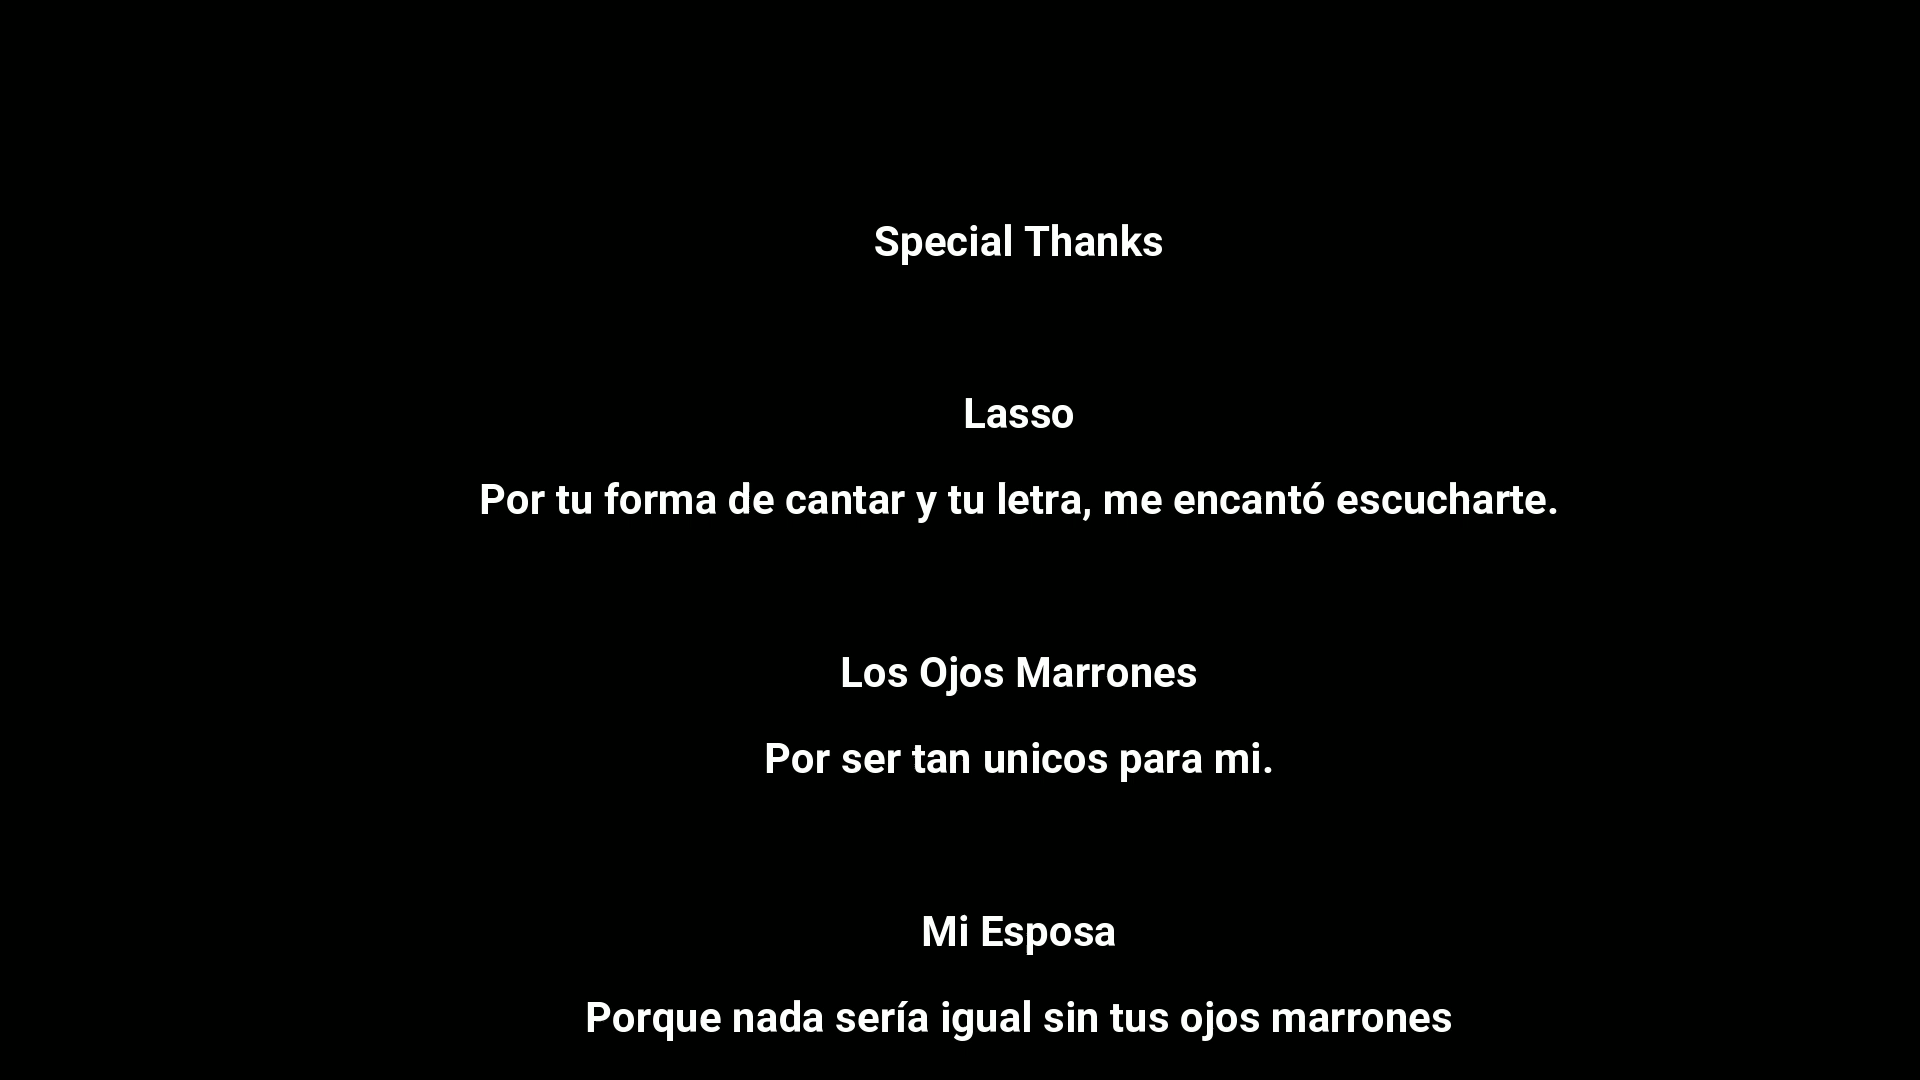 Special Thanks
Lasso
Por tu forma de cantar y tu letra, me encantó escucharte.
Los Ojos Marrones
Por ser tan unicos para mi.
Mi Esposa
Porque nada sería igual sin tus ojos marrones